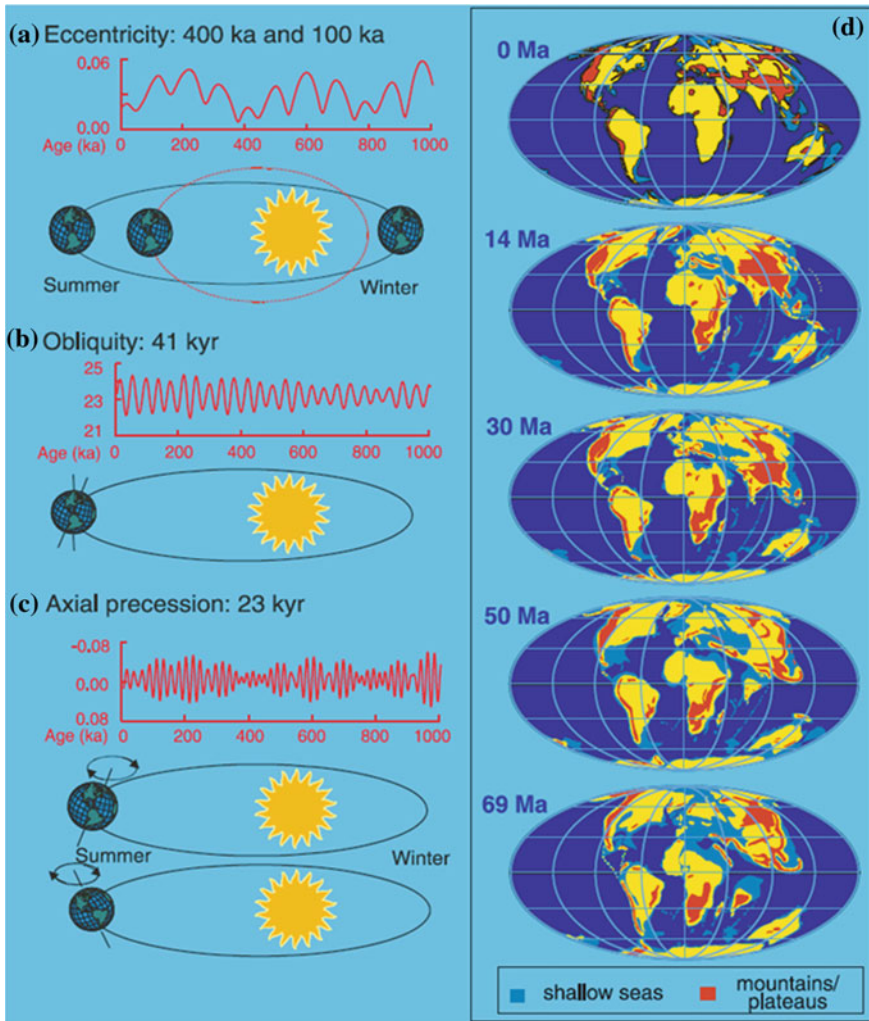 (a) Eccentricity: 400 ka and 100 ka
0.06
0.00
0 200 400 600 800 1000
Age (ka)
Summer
Winter
(b) Obliquity: 41 kyr
25
23
21
Age (ka) 0 200 400 600 800 1000
(c) Axial precession: 23 kyr
-0.08
0.00
0.08
Age (ka) 0 200 400 600 800 1000
Summer
Winter
(d)
0 Ma
14 Ma
30 Ma
50 Ma
69 Ma
shallow seas
mountains/
plateaus